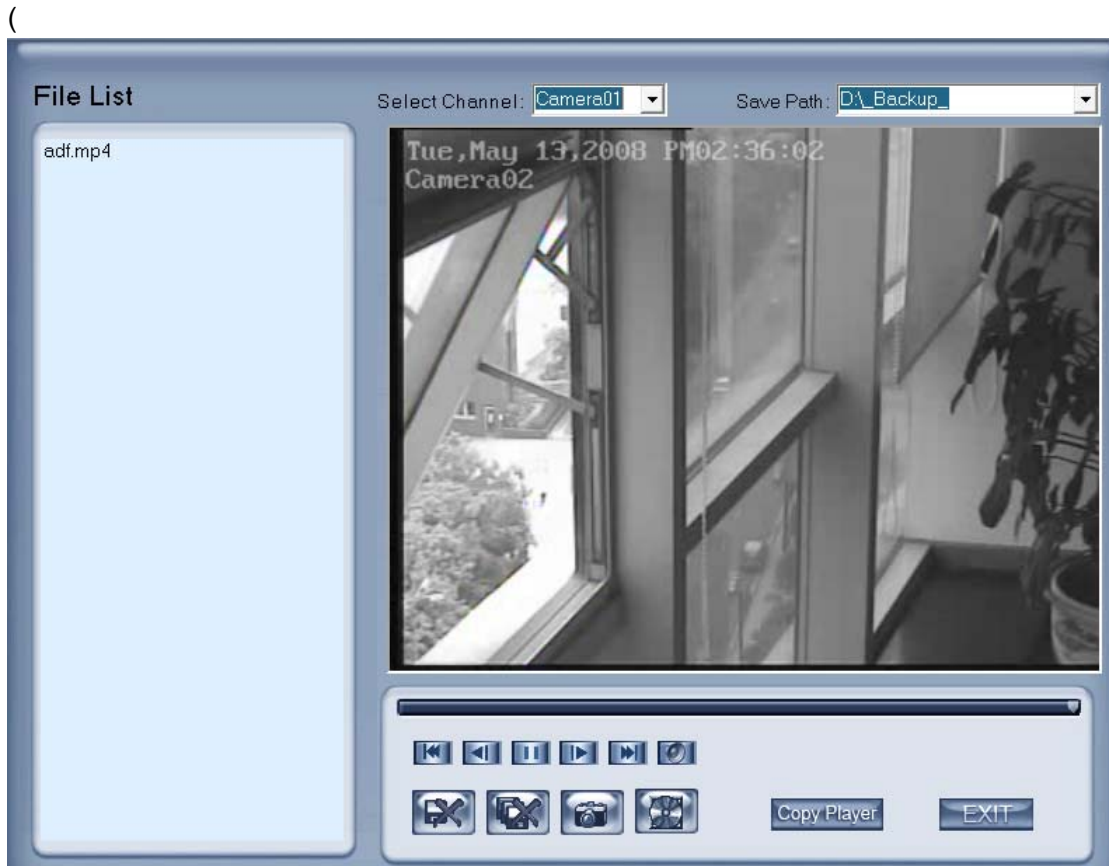 (
File List
Select Channel: Camera01
Save Path: D:\_Backup_
adf.mp4
Tue,May 13,2008 PM02:36:02
Camera02
Copy Player
EXIT